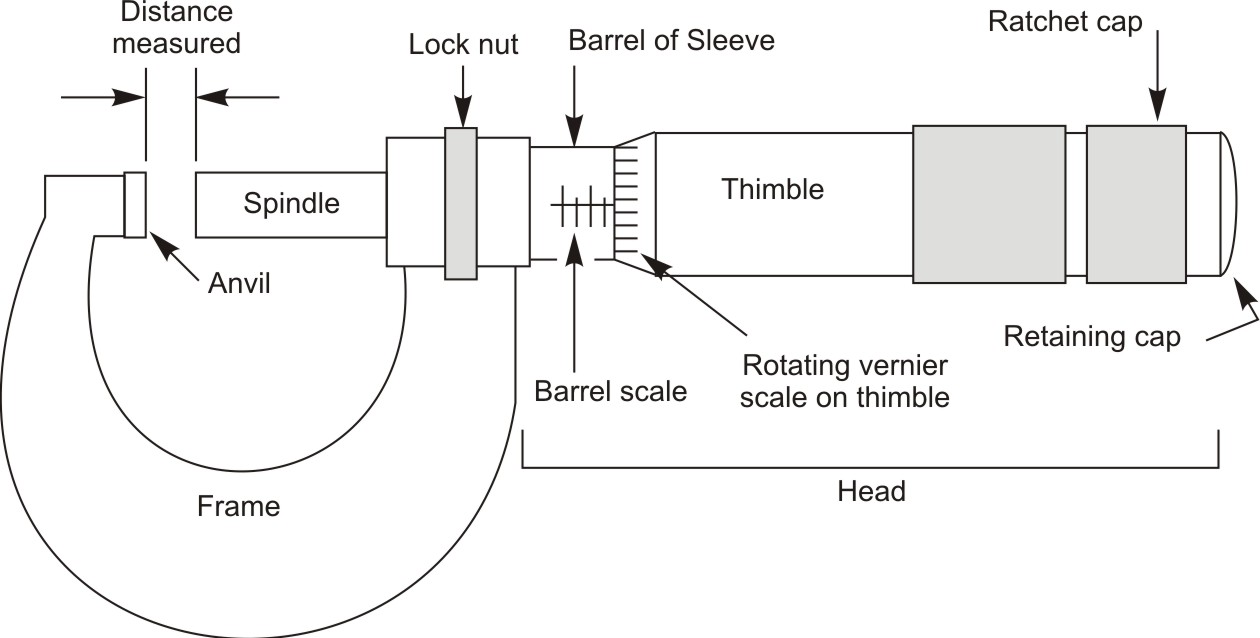 Distance
measured
Lock nut
Barrel of Sleeve
Ratchet cap
Spindle
Thimble
Anvil
Retaining cap
Barrel scale
Rotating vernier
scale on thimble
Head
Frame